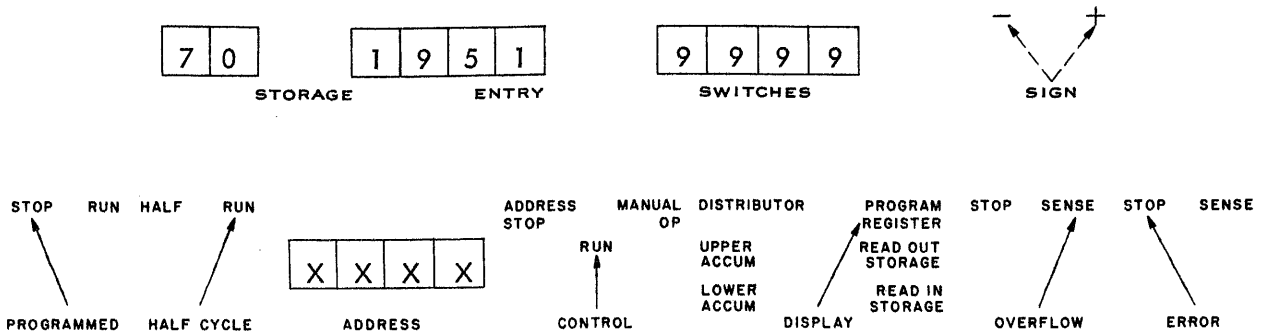 − +
7 0 1 9 5 1 9 9 9 9
STORAGE ENTRY SWITCHES SIGN
STOP RUN HALF RUN ADDRESS STOP MANUAL OP DISTRIBUTOR PROGRAM REGISTER STOP SENSE STOP SENSE
RUN UPPER ACCUM READ OUT STORAGE
X X X X
LOWER ACCUM READ IN STORAGE
PROGRAMMED HALF CYCLE ADDRESS CONTROL DISPLAY OVERFLOW ERROR